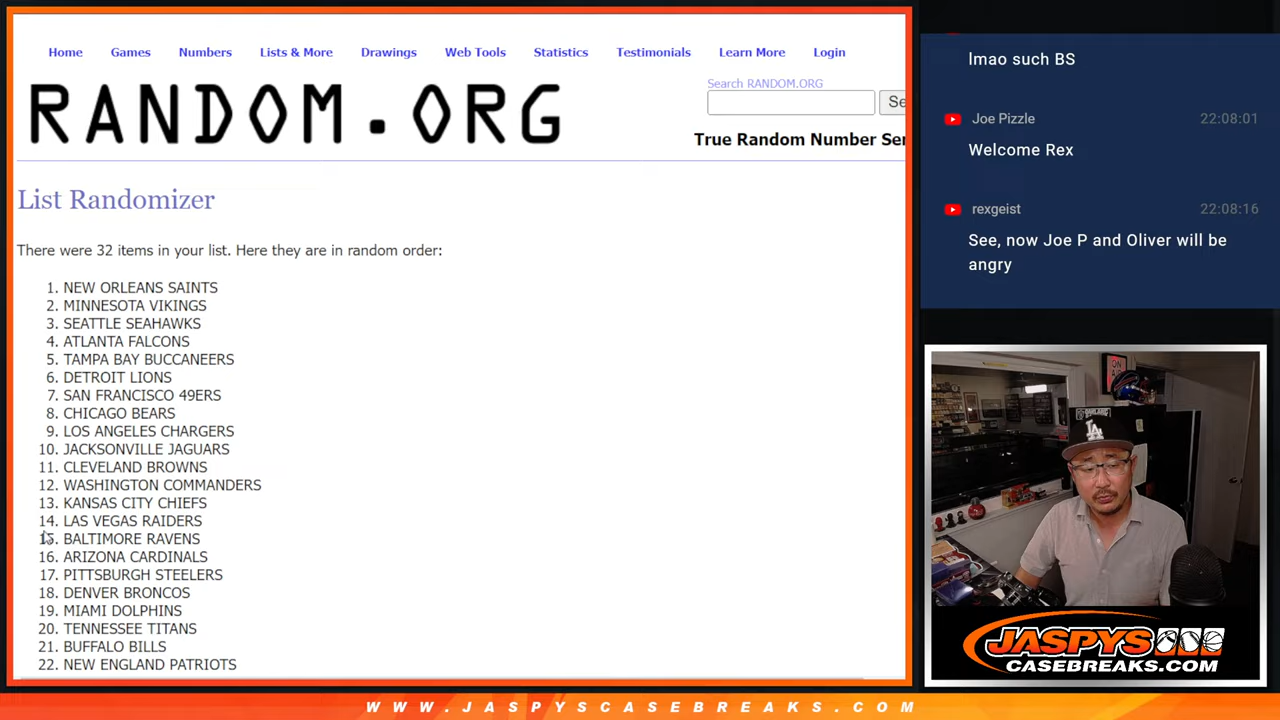 Home Games Numbers Lists & More Drawings Web Tools Statistics Testimonials Learn More Login
Search RANDOM.ORG
RANDOM.ORG
Se
True Random Number Ser
List Randomizer
There were 32 items in your list. Here they are in random order:
1. NEW ORLEANS SAINTS
2. MINNESOTA VIKINGS
3. SEATTLE SEAHAWKS
4. ATLANTA FALCONS
5. TAMPA BAY BUCCANEERS
6. DETROIT LIONS
7. SAN FRANCISCO 49ERS
8. CHICAGO BEARS
9. LOS ANGELES CHARGERS
10. JACKSONVILLE JAGUARS
11. CLEVELAND BROWNS
12. WASHINGTON COMMANDERS
13. KANSAS CITY CHIEFS
14. LAS VEGAS RAIDERS
15. BALTIMORE RAVENS
16. ARIZONA CARDINALS
17. PITTSBURGH STEELERS
18. DENVER BRONCOS
19. MIAMI DOLPHINS
20. TENNESSEE TITANS
21. BUFFALO BILLS
22. NEW ENGLAND PATRIOTS
lmao such BS
Joe Pizzle 22:08:01
Welcome Rex
rexgeist 22:08:16
See, now Joe P and Oliver will be
angry
ON
AIR
LA
JASPYS
CASEBREAKS.COM
WWW.JASPYSCASEBREAKS.COM